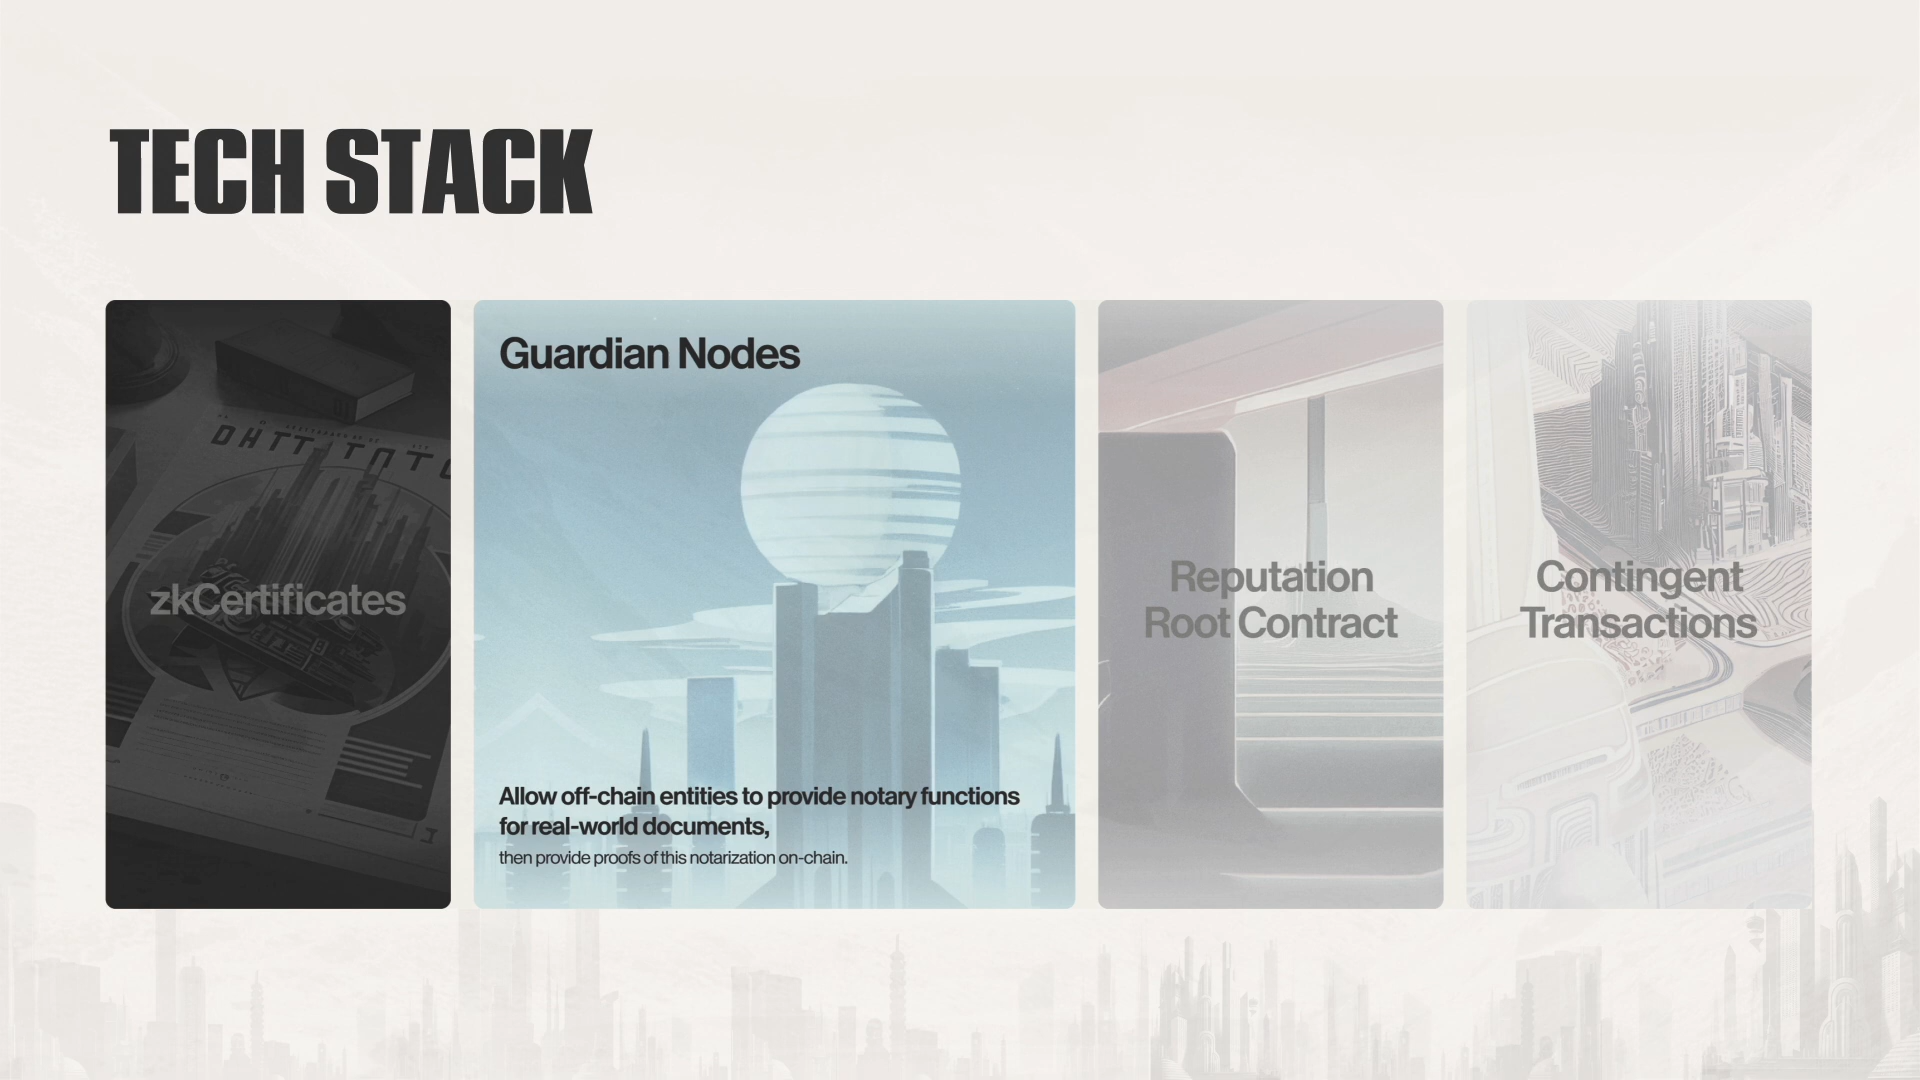 TECH STACK
zkCertificates
Guardian Nodes
Allow off-chain entities to provide notary functions
for real-world documents,
then provide proofs of this notarization on-chain.
Reputation
Root Contract
Contingent
Transactions